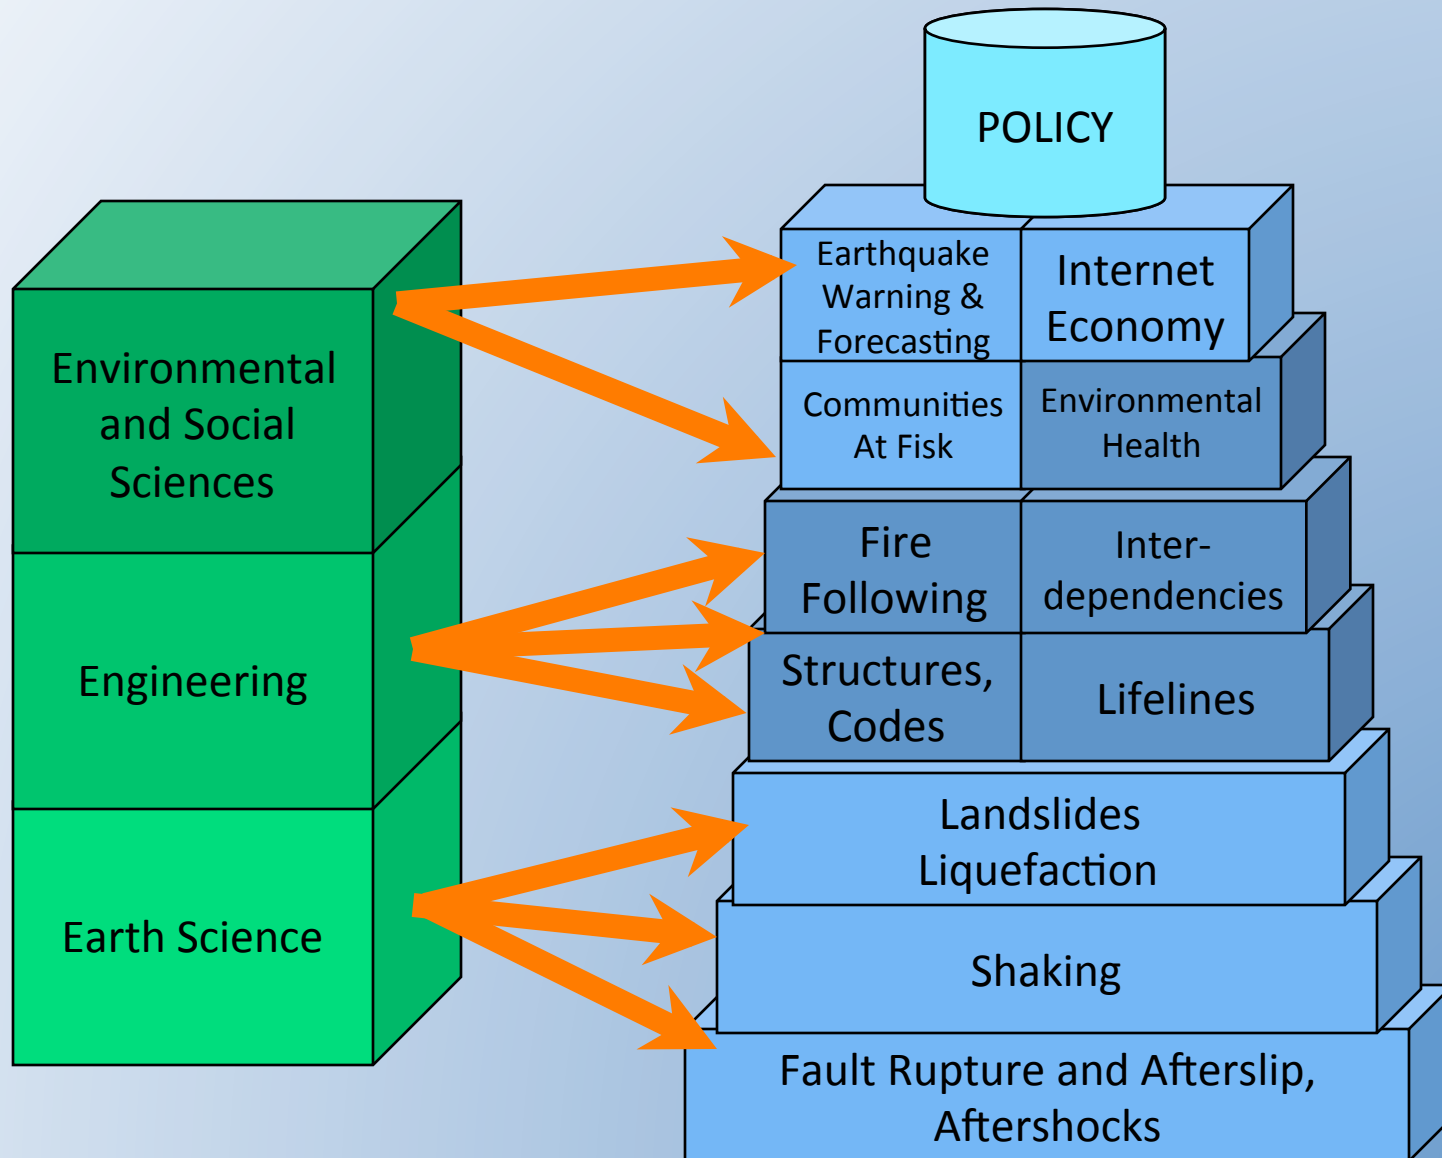 POLICY
Environmental
and Social
Sciences
Engineering
Earth Science
Earthquake
Warning &
Forecasting
Internet
Economy
Communities
At Fisk
Environmental
Health
Fire
Following
Inter-
dependencies
Structures,
Codes
Lifelines
Landslides
Liquefaction
Shaking
Fault Rupture and Afterslip,
Aftershocks